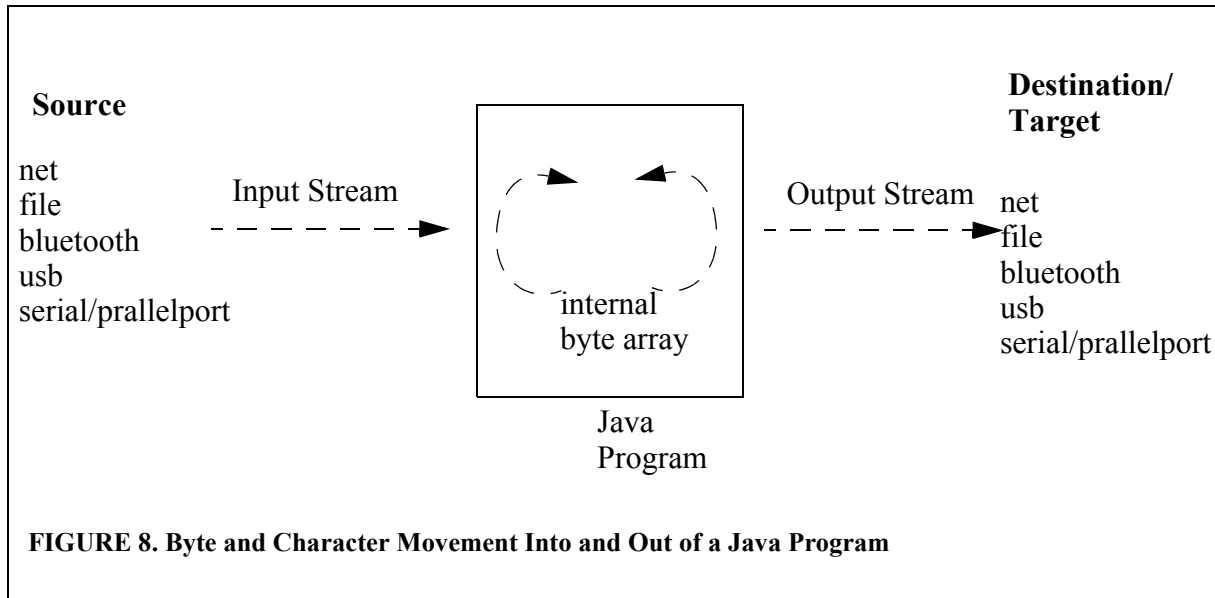 Source
net
file
bluetooth
usb
serial/prallelport
Input Stream
internal
byte array
Java
Program
Output Stream
Destination/
Target
net
file
bluetooth
usb
serial/prallelport
FIGURE 8. Byte and Character Movement Into and Out of a Java Program